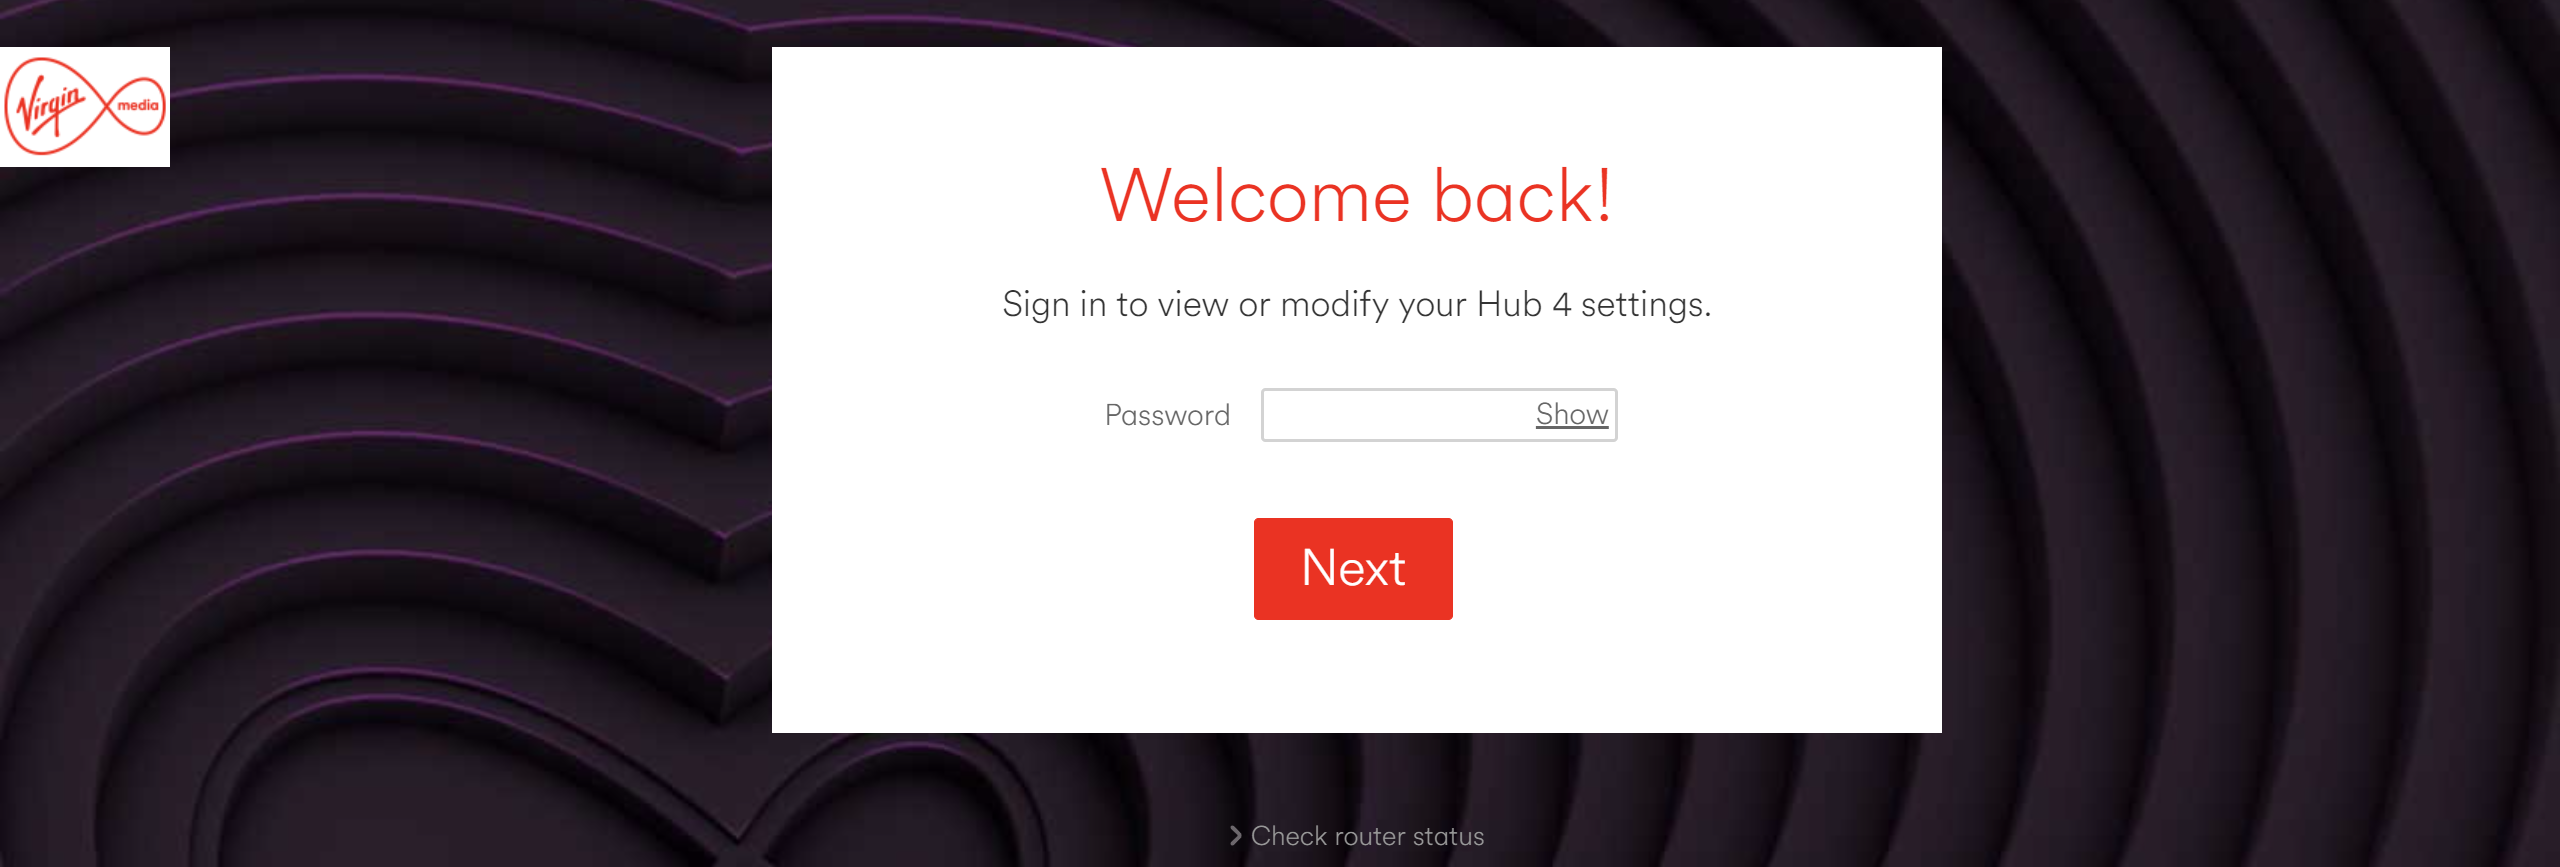 Virgin media
Welcome back!
Sign in to view or modify your Hub 4 settings.
Password Show
Next
Check router status